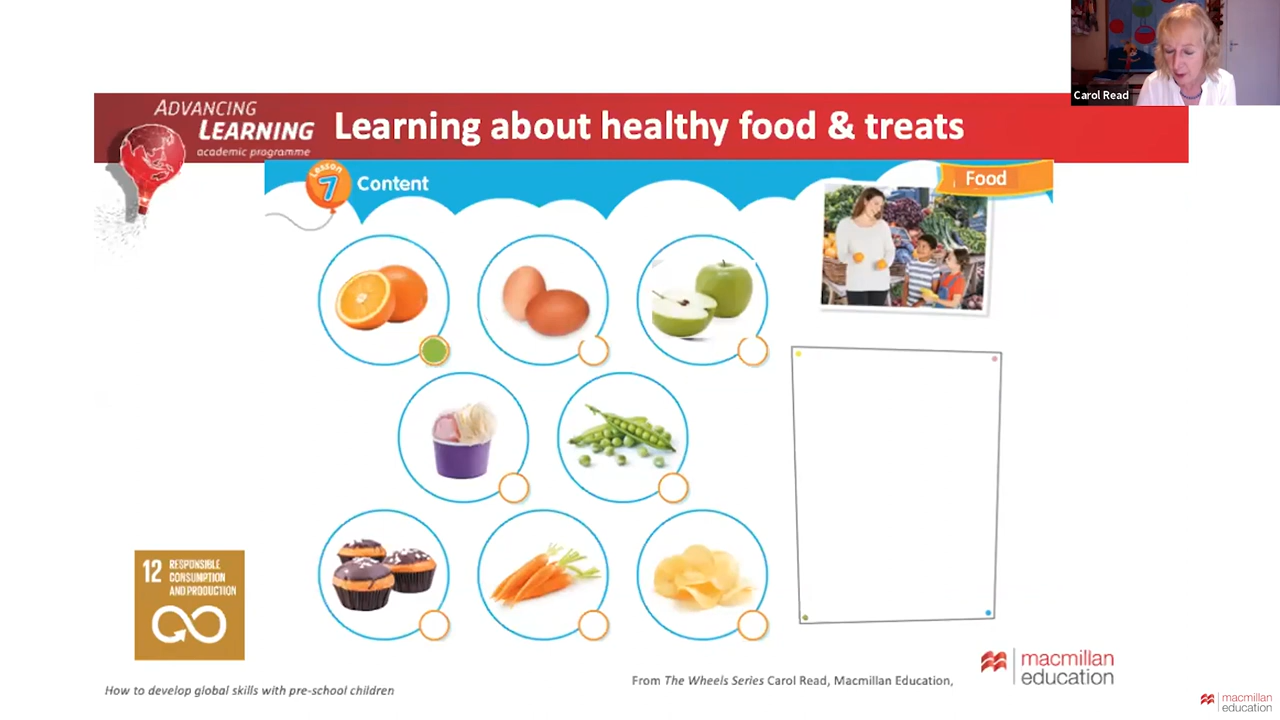 Carol Read
ADVANCING
LEARNING
academic programme
Learning about healthy food & treats
Lesson
7
Content
Food
12 RESPONSIBLE
CONSUMPTION
AND PRODUCTION
How to develop global skills with pre-school children
From The Wheels Series Carol Read, Macmillan Education,
macmillan
education
macmillan
education